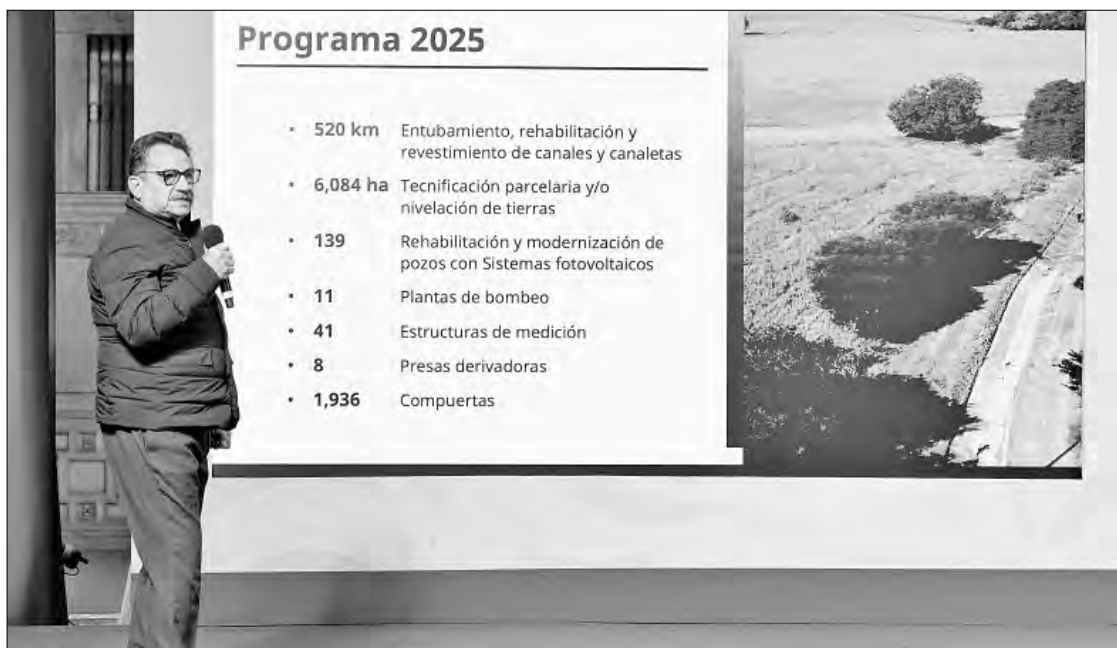 Programa 2025
• 520 km Entubamiento, rehabilitación y
revestimiento de canales y canaletas
• 6,084 ha Tecnificación parcelaria y/o
nivelación de tierras
• 139 Rehabilitación y modernización de
pozos con Sistemas fotovoltaicos
• 11 Plantas de bombeo
• 41 Estructuras de medición
• 8 Presas derivadoras
• 1,936 Compuertas